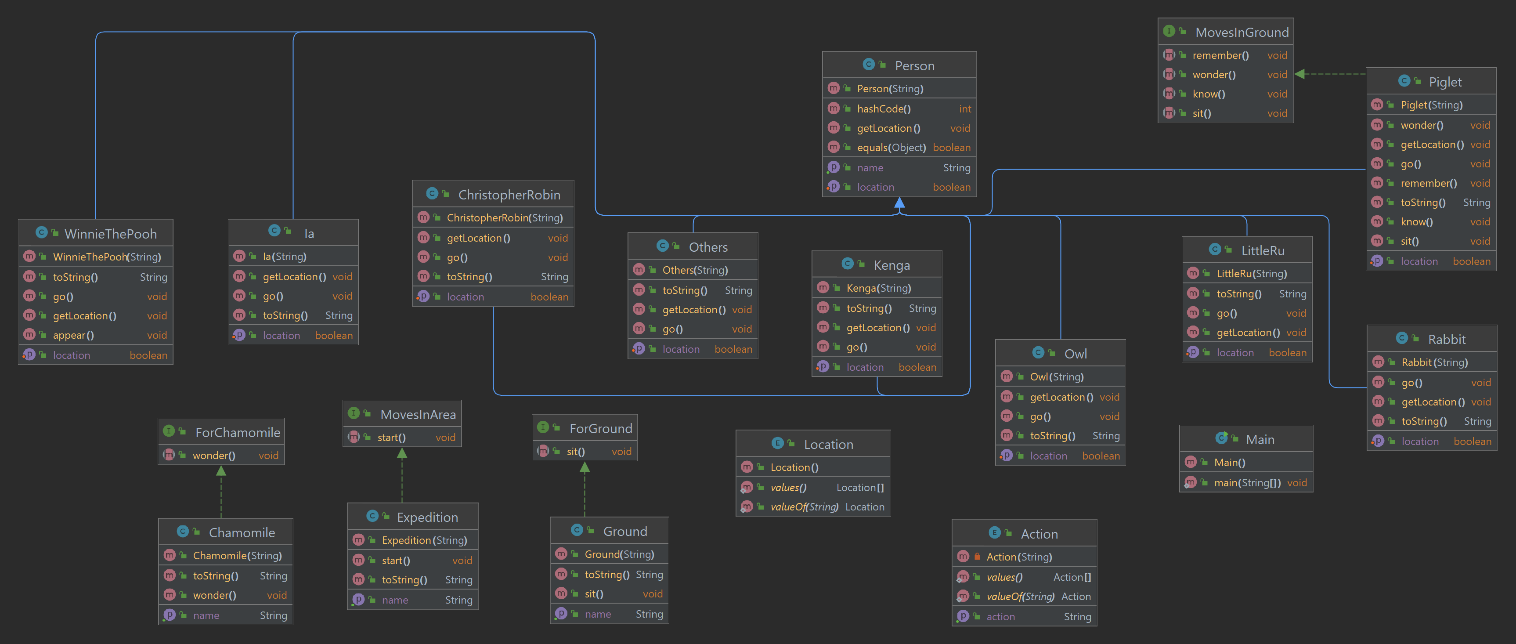 MovesInGround
remember() void
wonder() void
know() void
sit() void
Person
Person(String)
hashCode() int
getLocation() void
equals(Object) boolean
name String
location boolean
Piglet
Piglet(String)
wonder() void
getLocation() void
go() void
remember() void
toString() String
know() void
sit() void
location boolean
ChristopherRobin
ChristopherRobin(String)
getLocation() void
go() void
toString() String
location boolean
WinnieThePooh
WinnieThePooh(String)
toString() String
go() void
getLocation() void
appear() void
location boolean
Ia
Ia(String)
getLocation() void
go() void
toString() String
location boolean
Others
Others(String)
toString() String
getLocation() void
go() void
location boolean
Kenga
Kenga(String)
toString() String
getLocation() void
go() void
location boolean
LittleRu
LittleRu(String)
toString() String
go() void
getLocation() void
location boolean
Owl
Owl(String)
getLocation() void
go() void
toString() String
location boolean
Rabbit
Rabbit(String)
go() void
getLocation() void
toString() String
location boolean
ForChamomile
wonder() void
MovesInArea
start() void
ForGround
sit() void
Location
Location()
values() Location[]
valueOf(String) Location
Main
Main()
main(String[]) void
Chamomile
Chamomile(String)
toString() String
wonder() void
name String
Expedition
Expedition(String)
start() void
toString() String
name String
Ground
Ground(String)
toString() String
sit() void
name String
Action
Action(String)
values() Action[]
valueOf(String) Action
action String